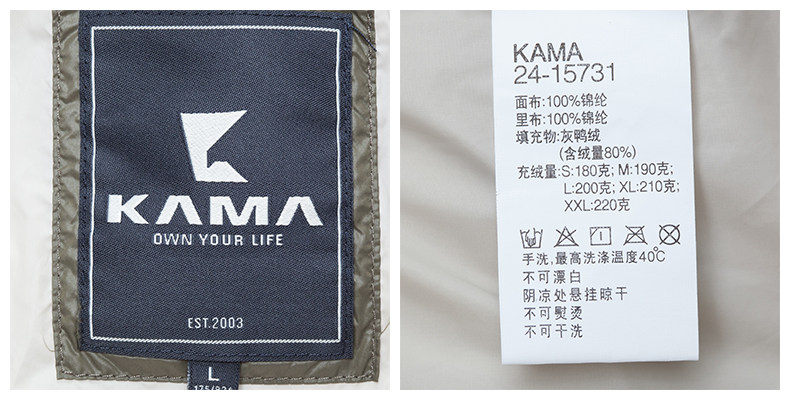 KAMA
OWN YOUR LIFE
EST.2003
L
KAMA
24-15731
面布:100%锦纶
里布:100%锦纶
填充物:灰鸭绒
(含绒量80%)
充绒量:S:180克; M:190克;
L:200克; XL:210克;
XXL:220克
手洗,最高洗涤温度40℃
不可漂白
阴凉处悬挂晾干
不可熨烫
不可干洗